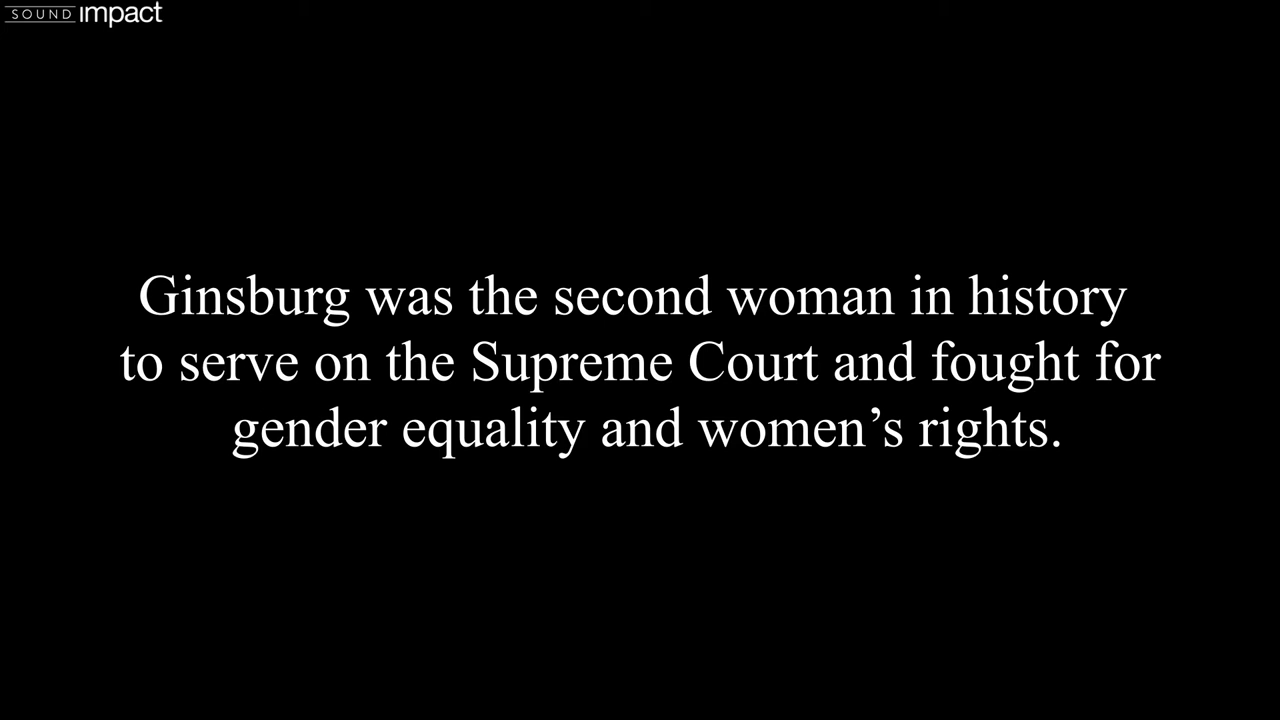 SOUND impact
Ginsburg was the second woman in history
to serve on the Supreme Court and fought for
gender equality and women’s rights.